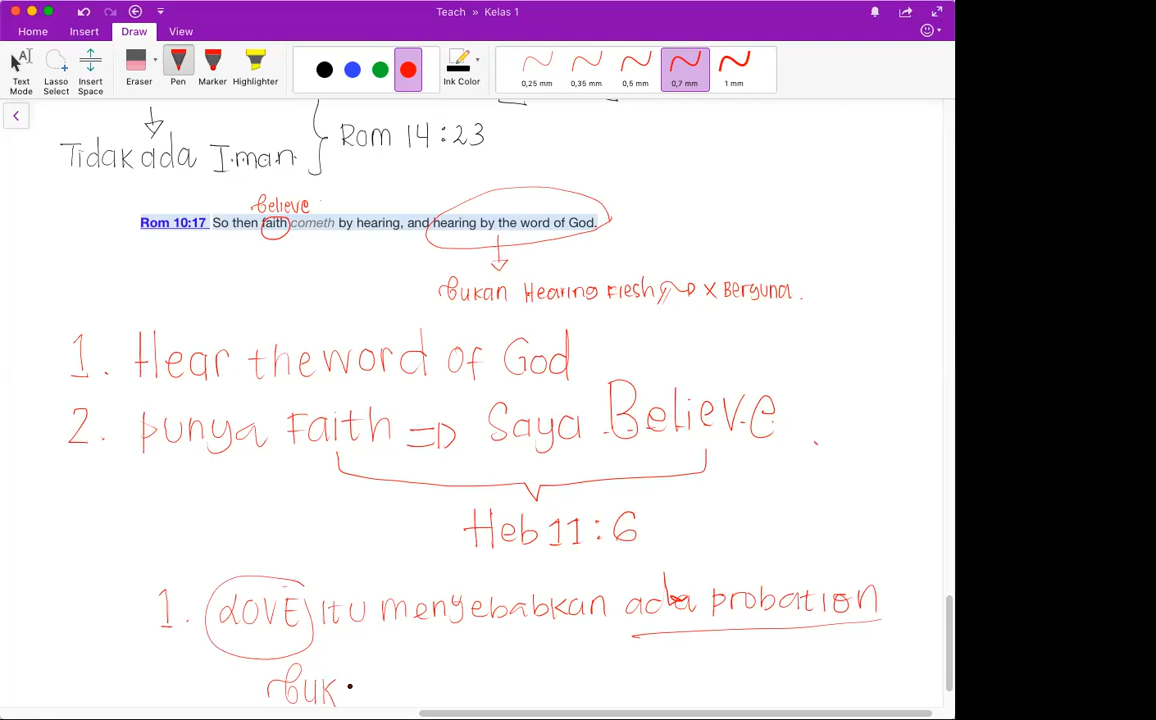 Teach » Kelas 1
Home Insert Draw View
Text Mode Lasso Select Insert Space Eraser Pen Marker Highlighter Ink Color 0,25 mm 0,35 mm 0,5 mm 0,7 mm 1 mm
Tidak ada Iman Rom 14:23
believe
Rom 10:17 So then faith cometh by hearing, and hearing by the word of God.
bukan Hearing Flesh x Berguna.
1. Hear the word of God
2. punya Faith => Saya Believe
Heb 11:6
1. LOVE itu menyebabkan ada probation
buk